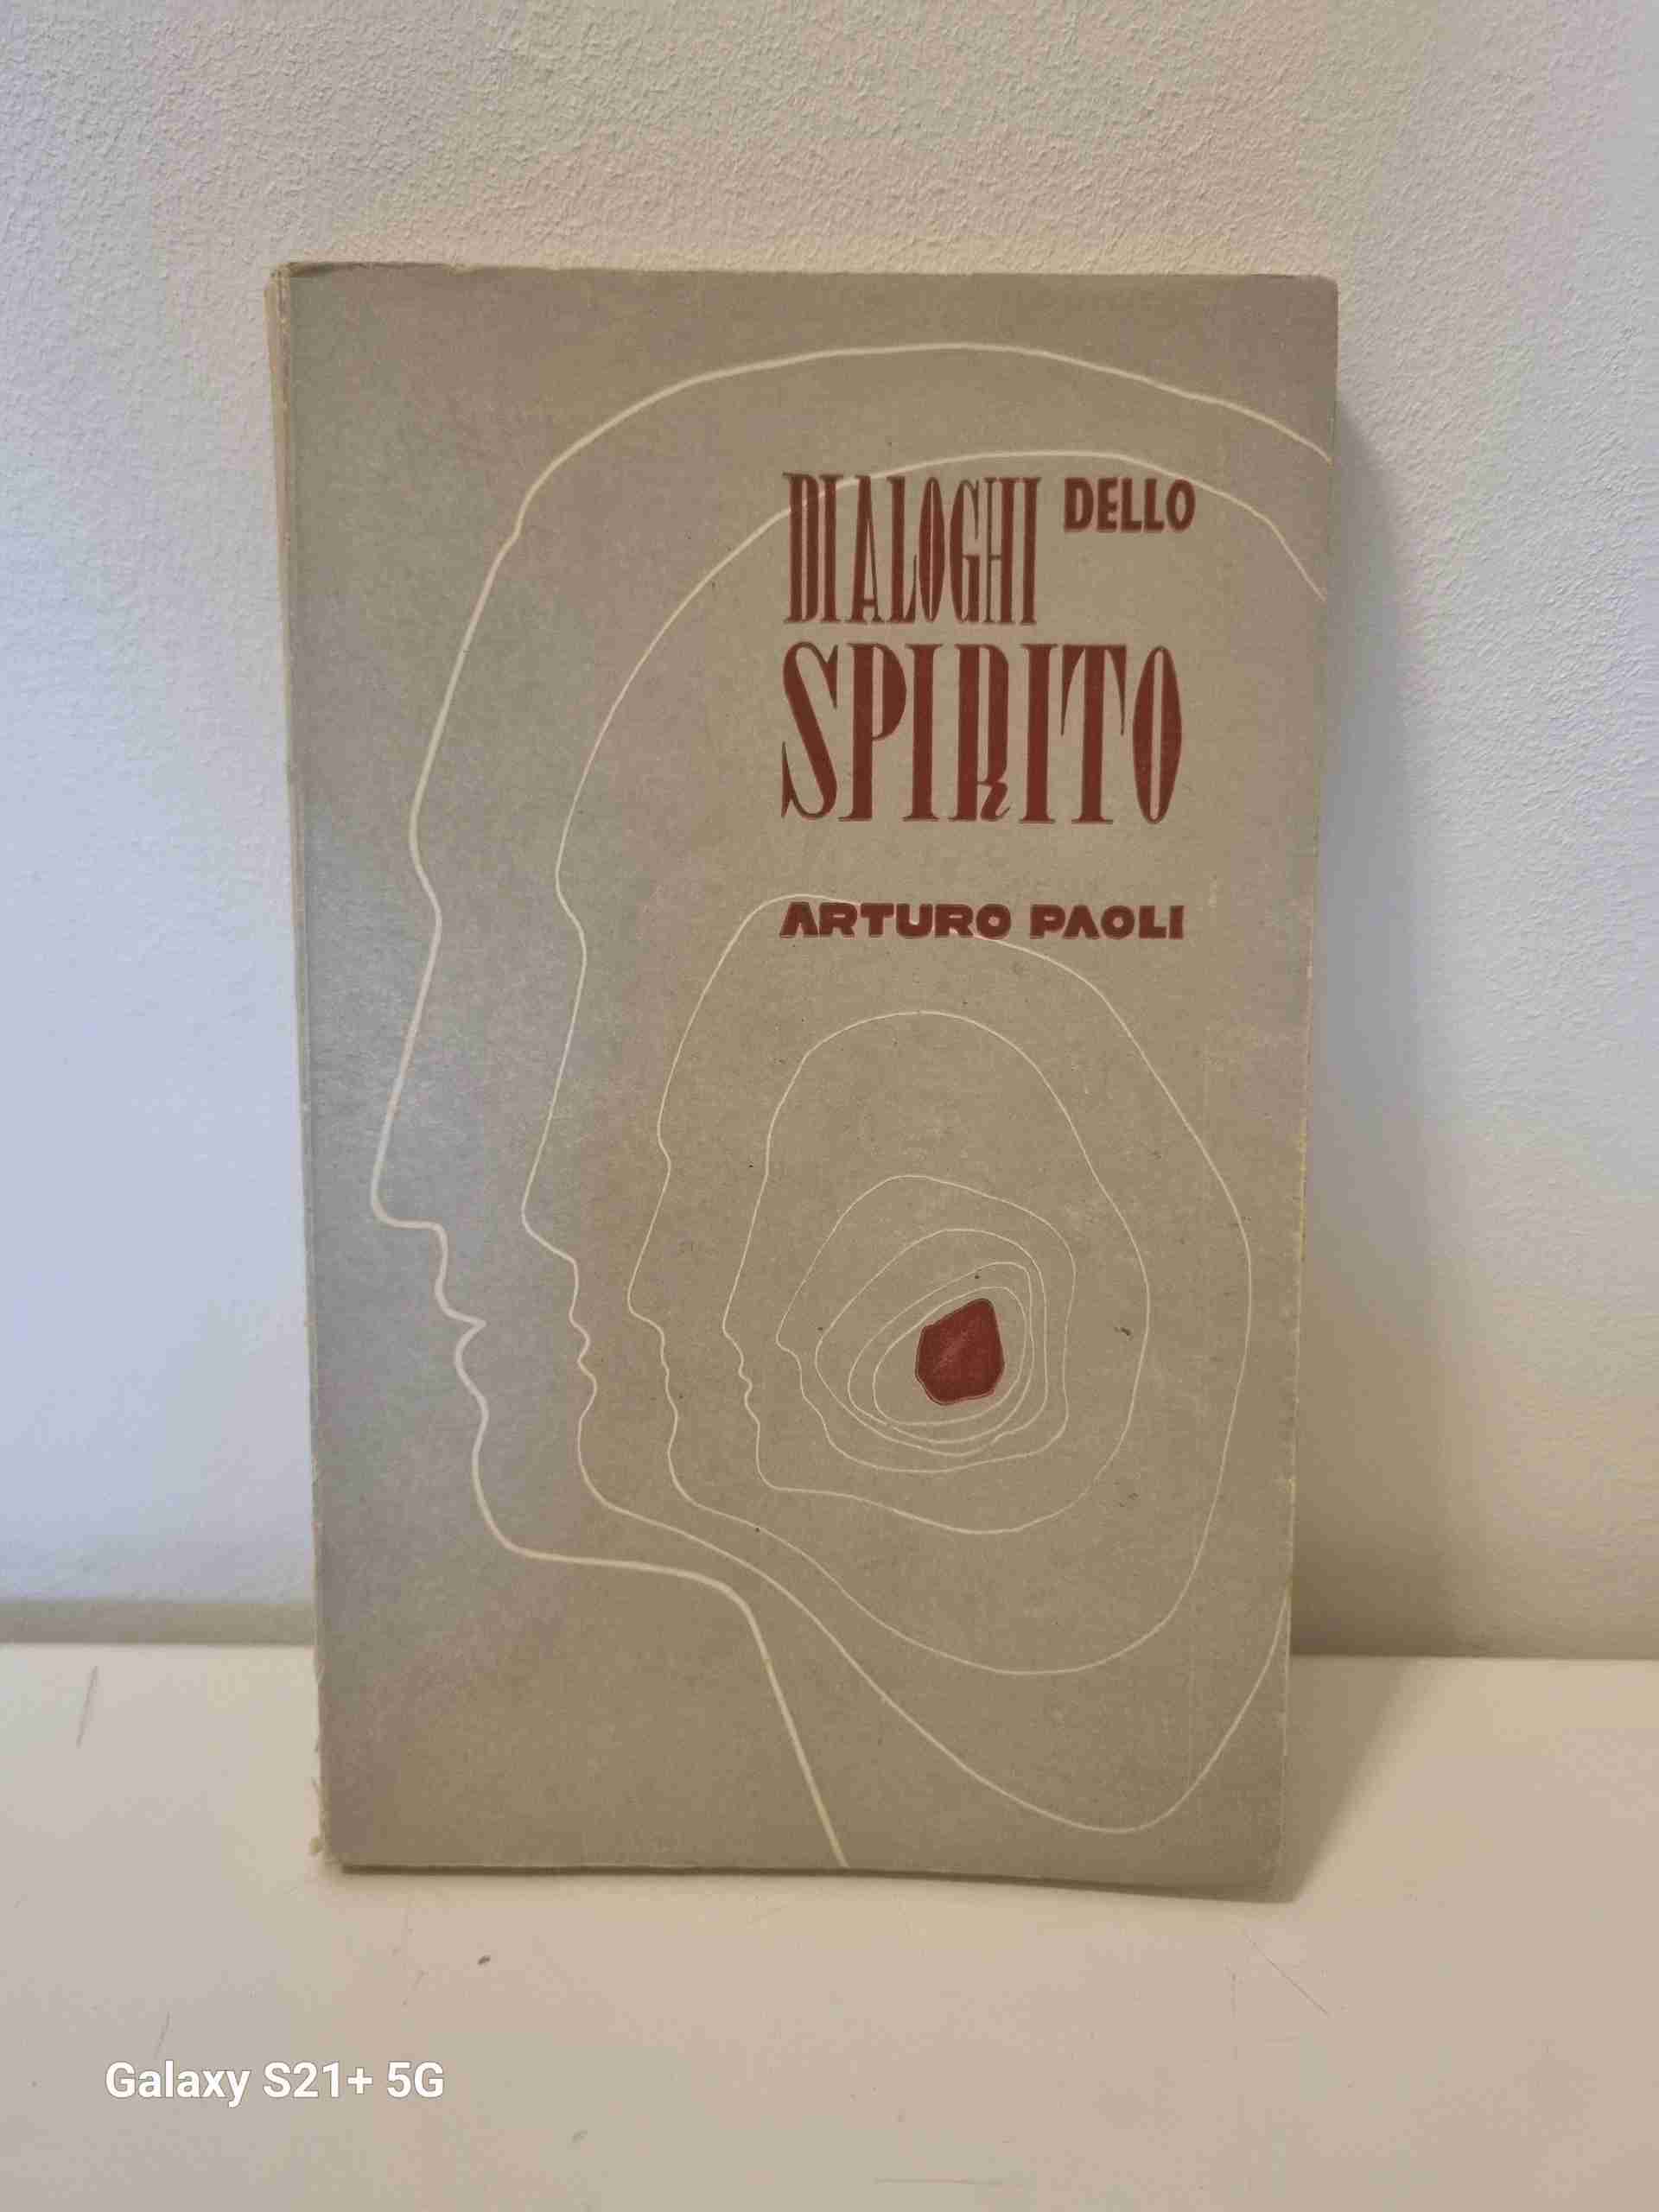 DIALOGHI DELLO
SPIRITO
ARTURO PAOLI
Galaxy S21+ 5G